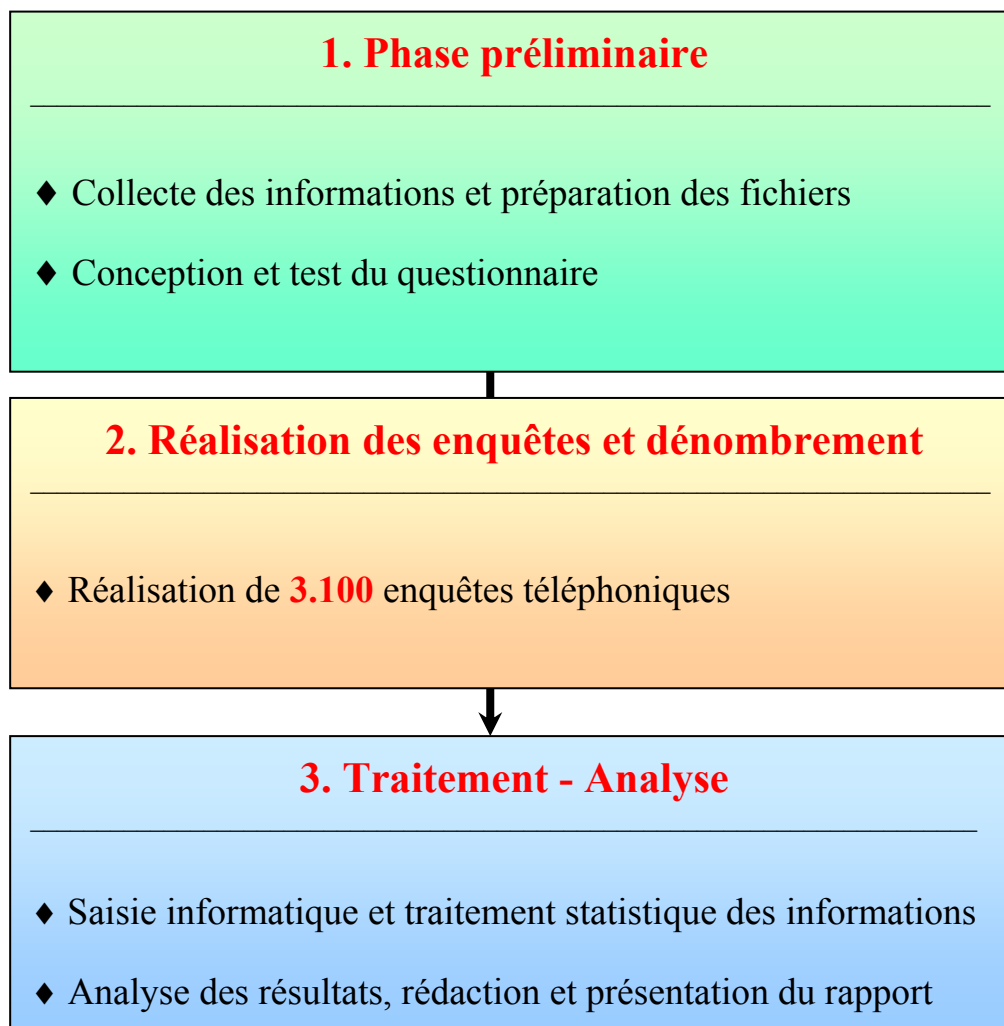 1. Phase préliminaire
♦ Collecte des informations et préparation des fichiers
♦ Conception et test du questionnaire
2. Réalisation des enquêtes et dénombrement
♦ Réalisation de 3.100 enquêtes téléphoniques
3. Traitement - Analyse
♦ Saisie informatique et traitement statistique des informations
♦ Analyse des résultats, rédaction et présentation du rapport